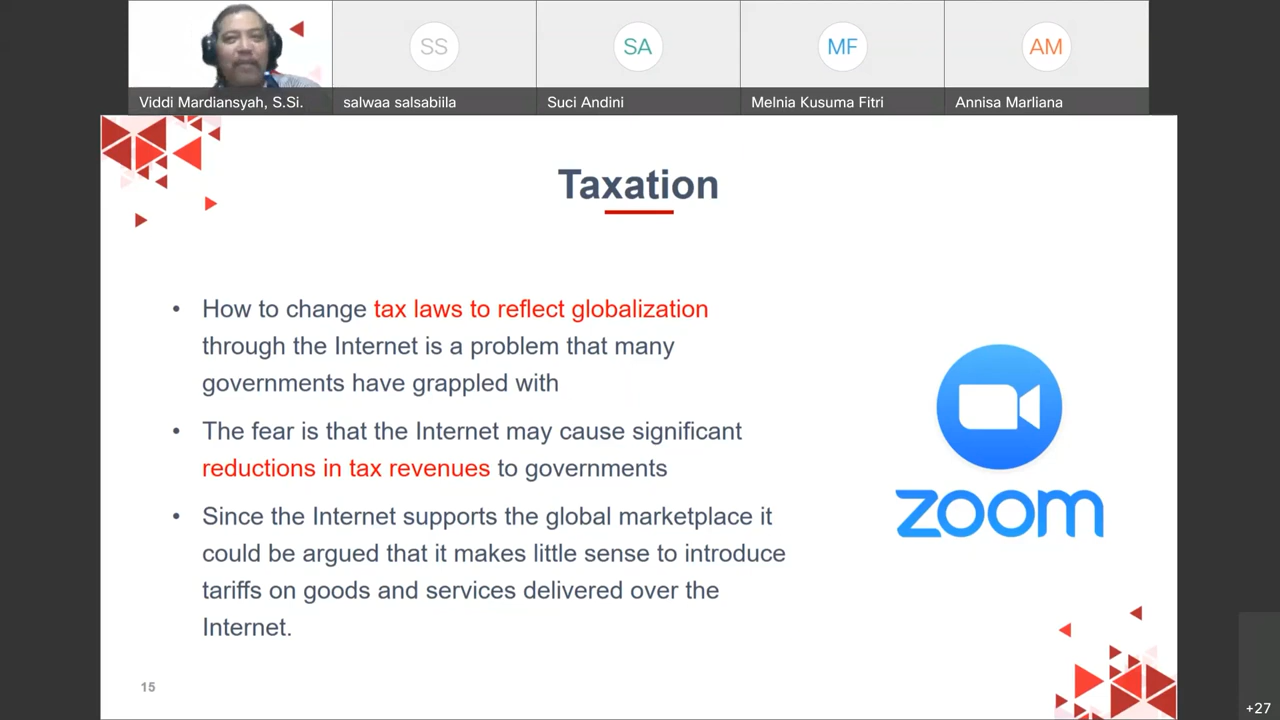 SS
SA
MF
AM
Viddi Mardiansyah, S.Si.
salwaa salsabiila
Suci Andini
Melnia Kusuma Fitri
Annisa Marliana
Taxation
• How to change tax laws to reflect globalization
through the Internet is a problem that many
governments have grappled with
• The fear is that the Internet may cause significant
reductions in tax revenues to governments
• Since the Internet supports the global marketplace it
could be argued that it makes little sense to introduce
tariffs on goods and services delivered over the
Internet.
zoom
15
+27